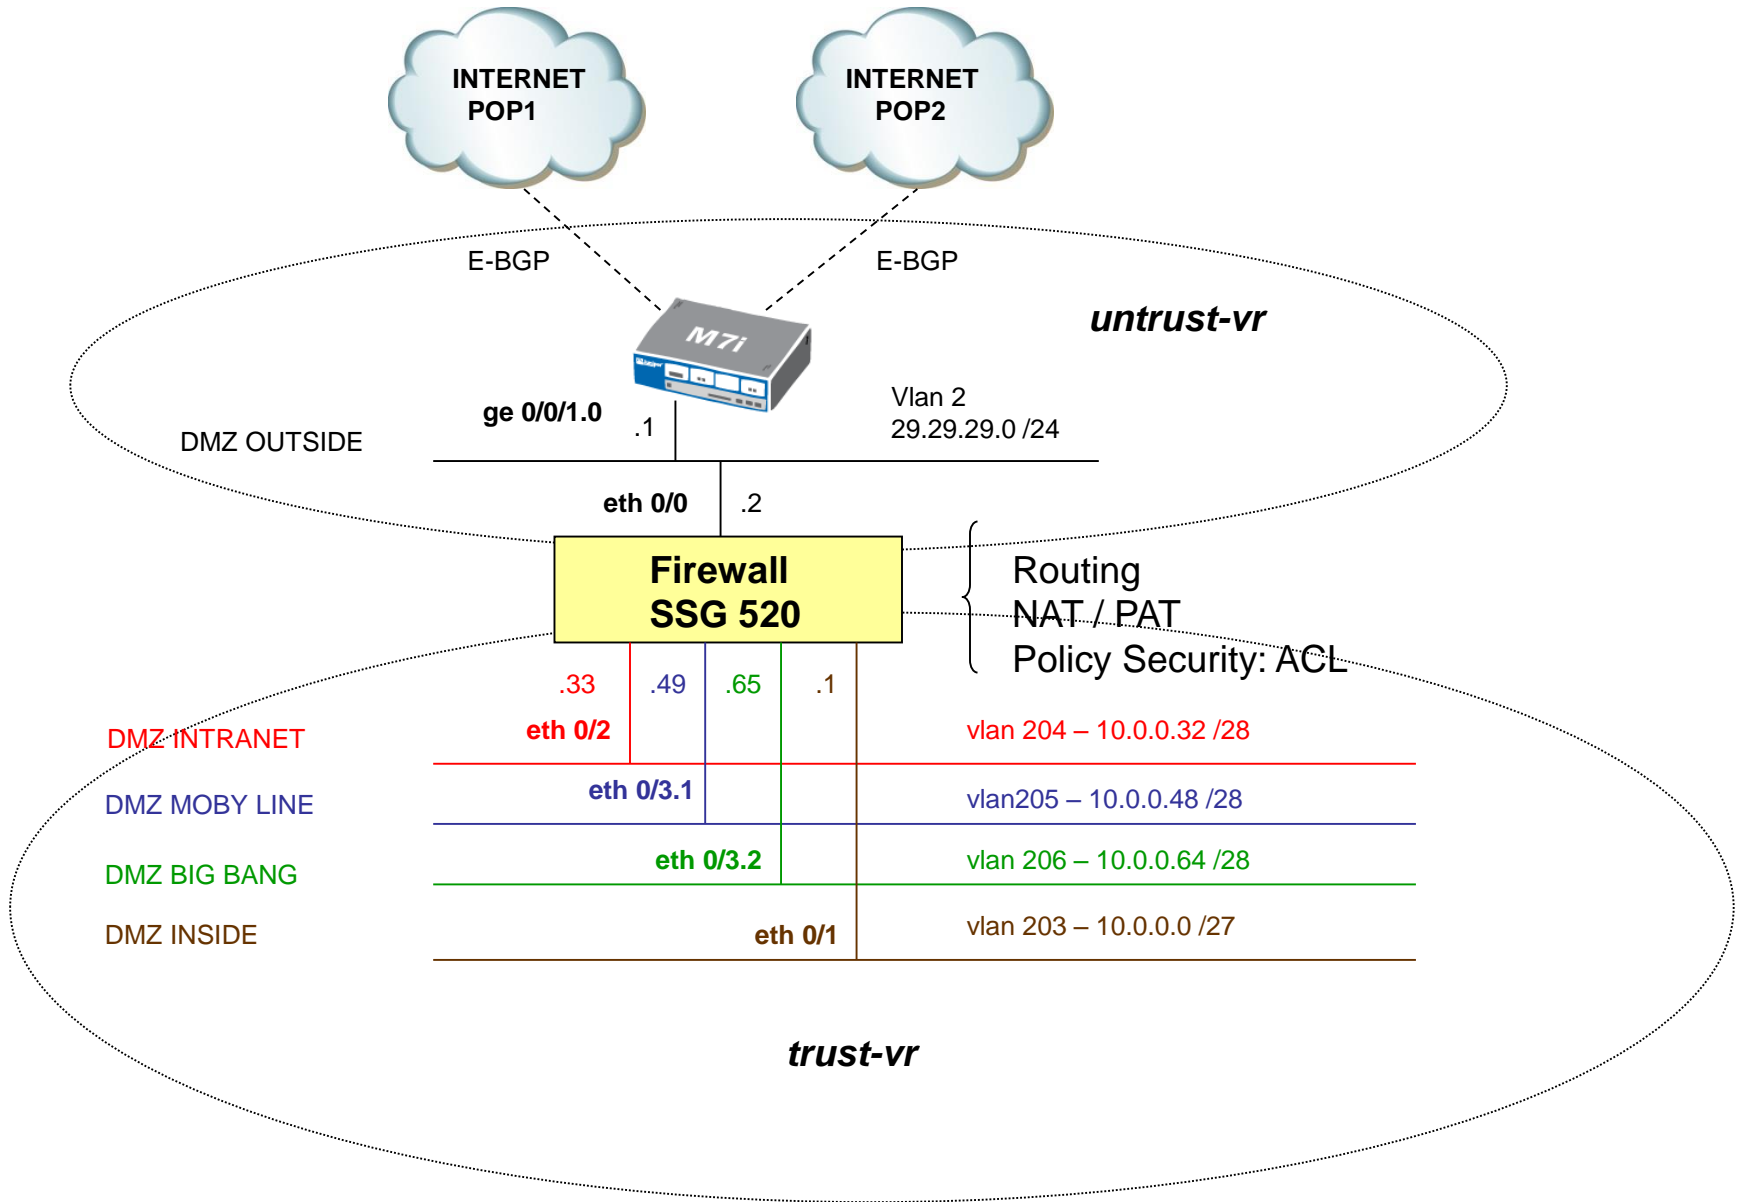 INTERNET
POP1
INTERNET
POP2
E-BGP
E-BGP
untrust-vr
M7i
ge 0/0/1.0
.1
Vlan 2
29.29.29.0 /24
DMZ OUTSIDE
eth 0/0
.2
Firewall
SSG 520
Routing
NAT / PAT
Policy Security: ACL
.33
.49
.65
.1
DMZ INTRANET
eth 0/2
vlan 204 – 10.0.0.32 /28
DMZ MOBY LINE
eth 0/3.1
vlan205 – 10.0.0.48 /28
DMZ BIG BANG
eth 0/3.2
vlan 206 – 10.0.0.64 /28
DMZ INSIDE
eth 0/1
vlan 203 – 10.0.0.0 /27
trust-vr